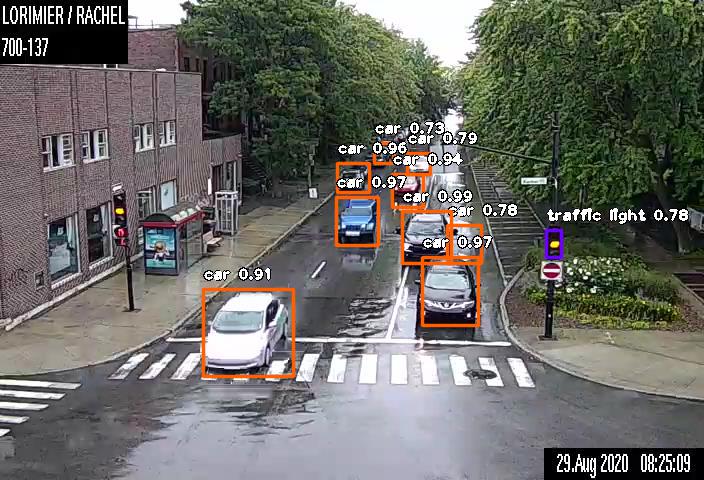 LORIMIER / RACHEL
700-137
car 0.73
car 0.79
car 0.96
car 0.94
car 0.97
car 0.99
car 0.78
traffic light 0.78
car 0.97
car 0.91
29.Aug 2020 08:25:09